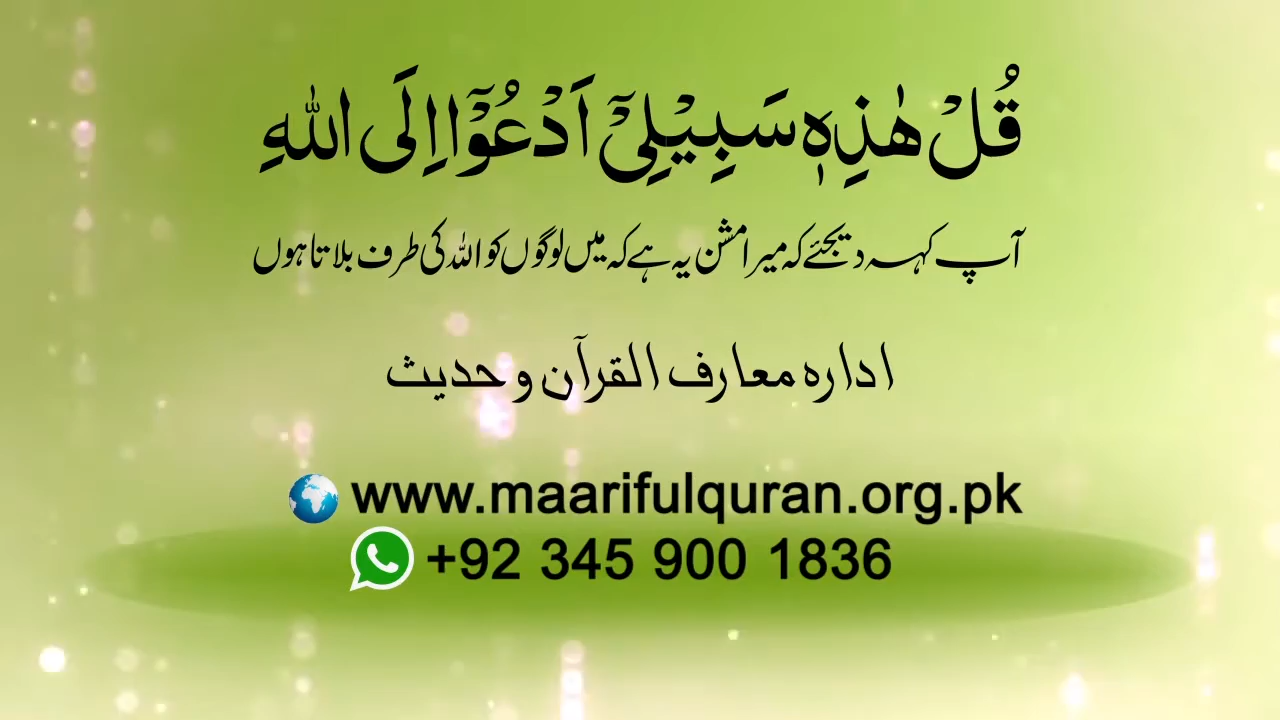 قُلْ هٰذِهٖ سَبِيْلِيْٓ اَدْعُوْٓا اِلَى اللّٰهِ
آپ کہہ دیجئے کہ میرا مشن یہ ہے کہ میں لوگوں کو اللہ کی طرف بلاتا ہوں
ادارہ معارف القرآن و حدیث
www.maarifulquran.org.pk
+92 345 900 1836